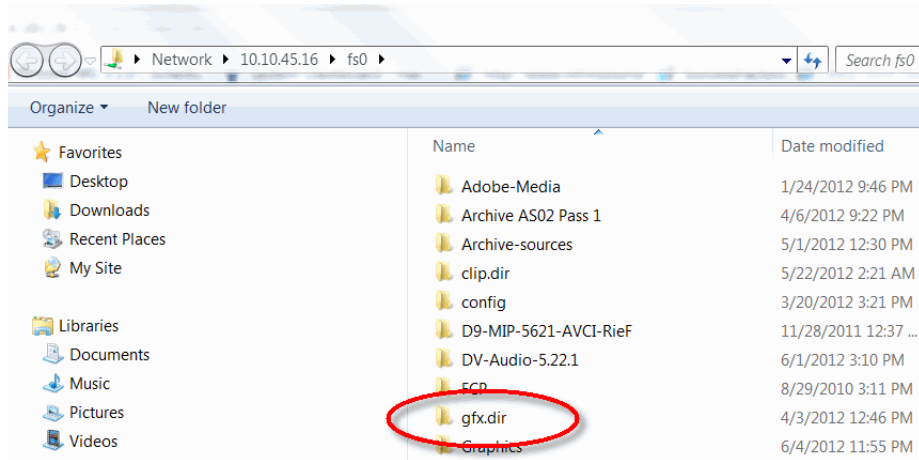 Network ▸ 10.10.45.16 ▸ fs0 ▸
Search fs0
Organize
New folder
Favorites
Desktop
Downloads
Recent Places
My Site
Libraries
Documents
Music
Pictures
Videos
Name Date modified
Adobe-Media 1/24/2012 9:46 PM
Archive AS02 Pass 1 4/6/2012 9:22 PM
Archive-sources 5/1/2012 12:30 PM
clip.dir 5/22/2012 2:21 AM
config 3/20/2012 3:21 PM
D9-MIP-5621-AVCI-RieF 11/28/2011 12:37 ...
DV-Audio-5.22.1 6/1/2012 3:10 PM
FCP 8/29/2010 3:11 PM
gfx.dir 4/3/2012 12:46 PM
Graphics 6/4/2012 11:55 PM